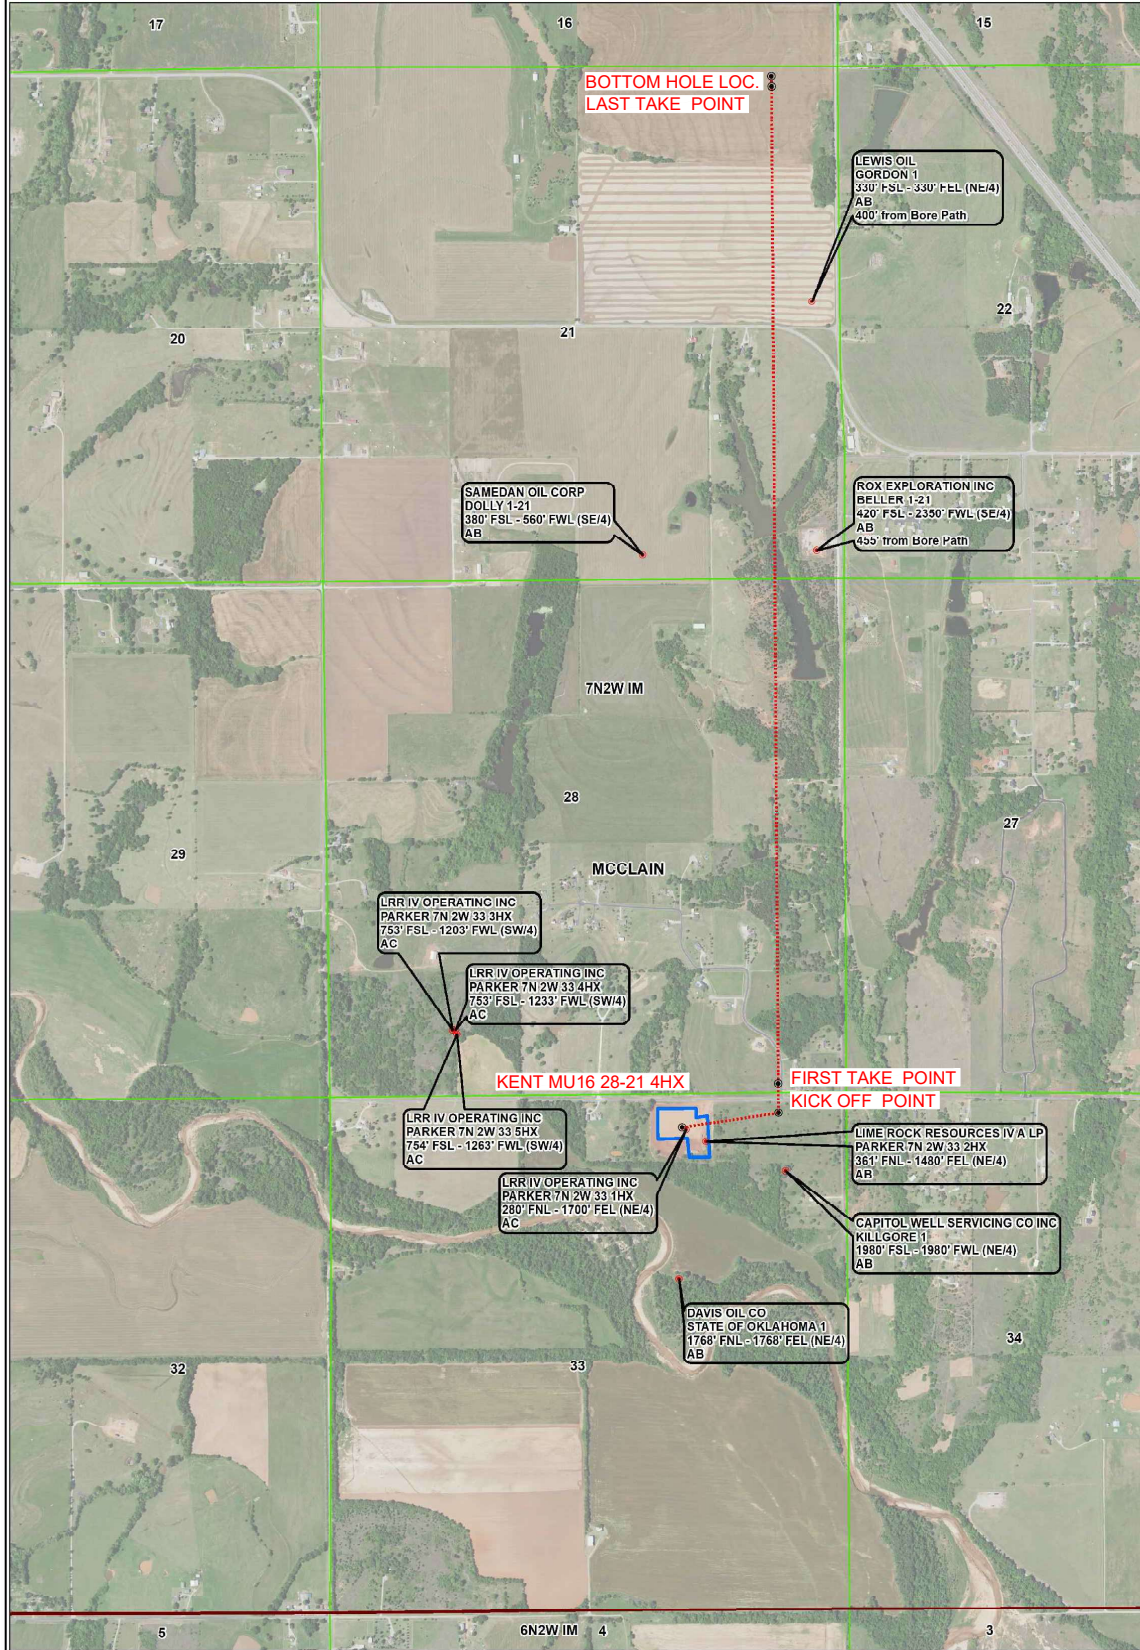 17
16
15
BOTTOM HOLE LOC.
LAST TAKE POINT
LEWIS OIL
GORDON 1
330' FSL - 330' FEL (NE/4)
AB
400' from Bore Path
20
21
22
SAMEDAN OIL CORP
DOLLY 1-21
380' FSL - 560' FWL (SE/4)
AB
ROX EXPLORATION INC
BELLER 1-21
420' FSL - 2350' FWL (SE/4)
AB
455' from Bore Path
7N2W IM
28
27
29
MCCLAIN
LRR IV OPERATING INC
PARKER 7N 2W 33 3HX
753' FSL - 1203' FWL (SW/4)
AC
LRR IV OPERATING INC
PARKER 7N 2W 33 4HX
753' FSL - 1233' FWL (SW/4)
AC
KENT MU16 28-21 4HX
FIRST TAKE POINT
KICK OFF POINT
LRR IV OPERATING INC
PARKER 7N 2W 33 5HX
754' FSL - 1263' FWL (SW/4)
AC
LIME ROCK RESOURCES IV A LP
PARKER 7N 2W 33 2HX
361' FNL - 1480' FEL (NE/4)
AB
LRR IV OPERATING INC
PARKER 7N 2W 33 1HX
280' FNL - 1700' FEL (NE/4)
AC
CAPITOL WELL SERVICING CO INC
KILLGORE 1
1980' FSL - 1980' FWL (NE/4)
AB
DAVIS OIL CO
STATE OF OKLAHOMA 1
1768' FNL - 1768' FEL (NE/4)
AB
32
33
34
5
6N2W IM
4
3